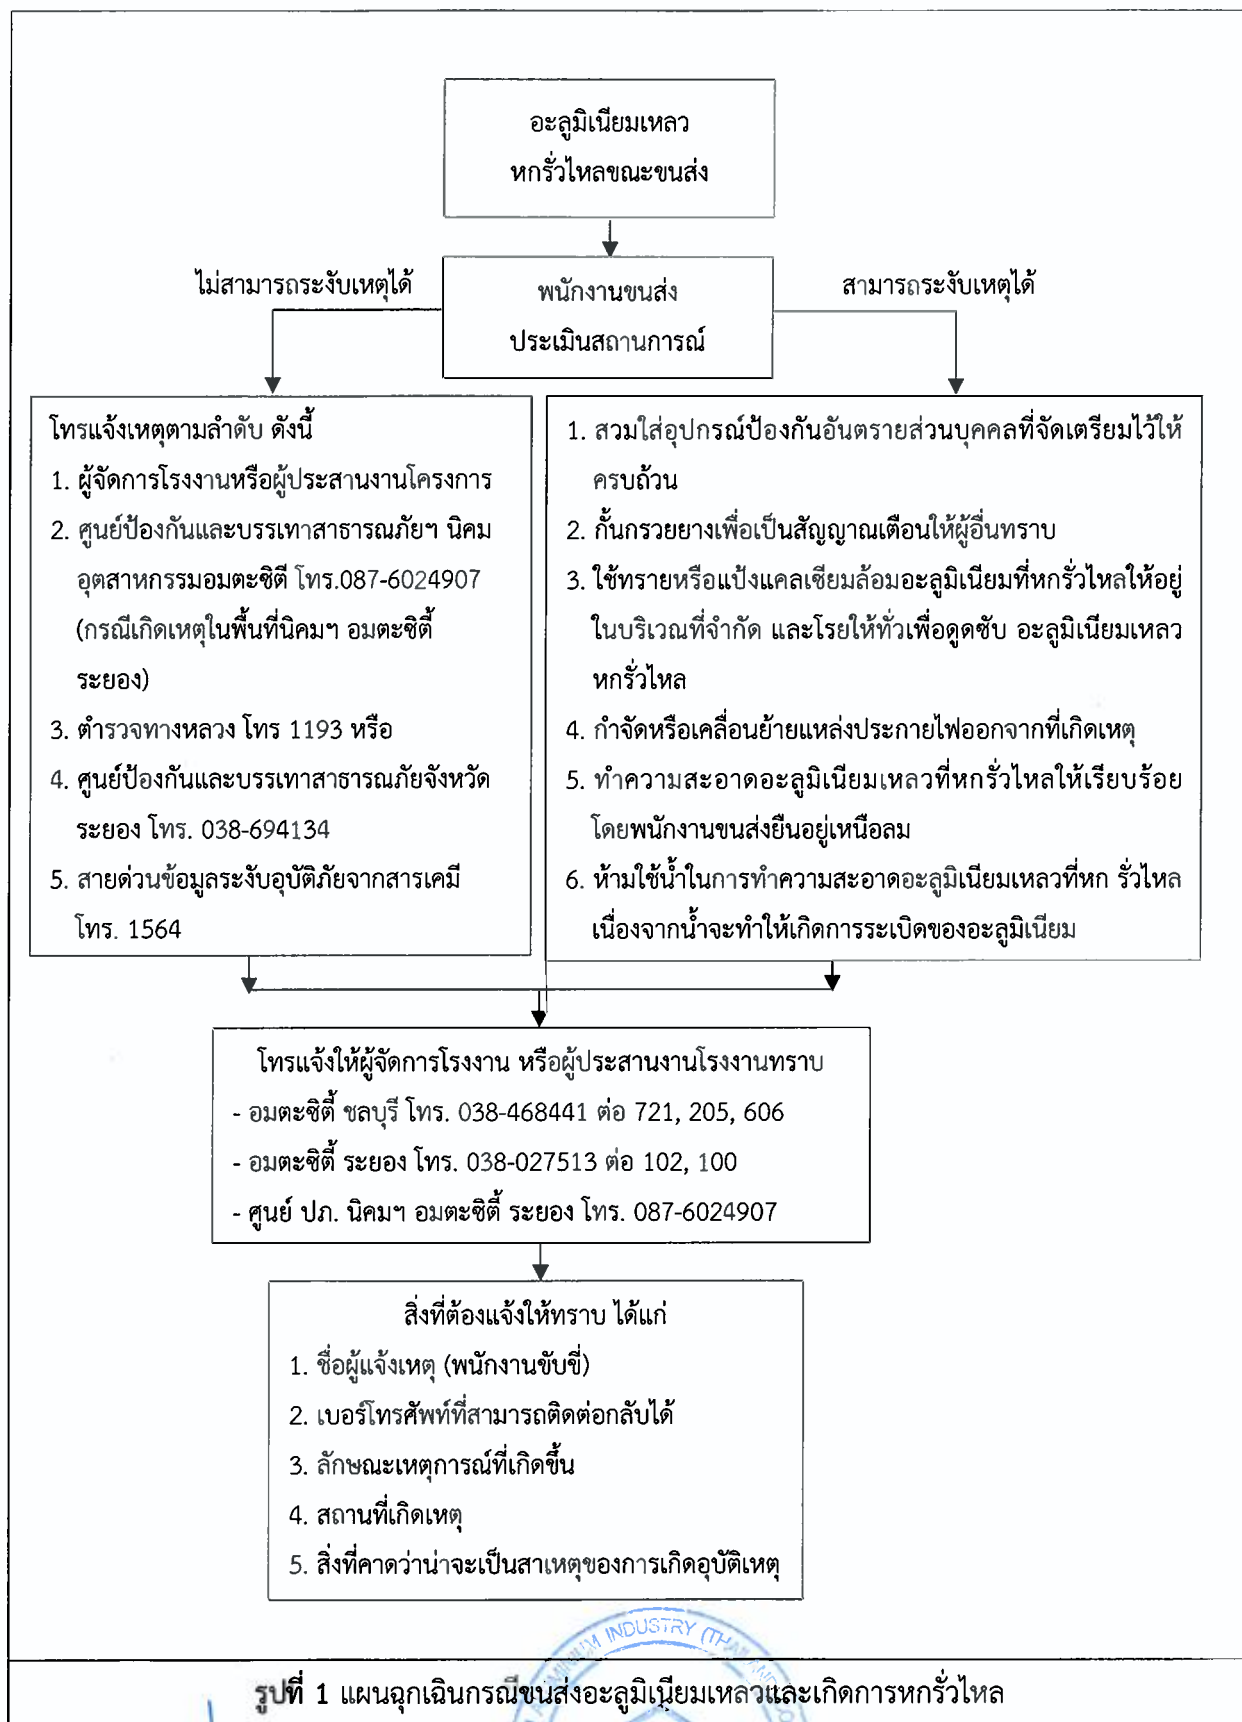 อะลูมิเนียมเหลว
หกรั่วไหลขณะขนส่ง
ไม่สามารถระงับเหตุได้
พนักงานขนส่ง
ประเมินสถานการณ์
สามารถระงับเหตุได้
โทรแจ้งเหตุตามลำดับ ดังนี้
1. ผู้จัดการโรงงานหรือผู้ประสานงานโครงการ
2. ศูนย์ป้องกันและบรรเทาสาธารณภัยฯ นิคม
อุตสาหกรรมอมตะซิตี โทร.087-6024907
(กรณีเกิดเหตุในพื้นที่นิคมฯ อมตะซิตี้
ระยอง)
3. ตำรวจทางหลวง โทร 1193 หรือ
4. ศูนย์ป้องกันและบรรเทาสาธารณภัยจังหวัด
ระยอง โทร. 038-694134
5. สายด่วนข้อมูลระงับอุบัติภัยจากสารเคมี
โทร. 1564
1. สวมใส่อุปกรณ์ป้องกันอันตรายส่วนบุคคลที่จัดเตรียมไว้ให้
ครบถ้วน
2. กั้นกรวยยางเพื่อเป็นสัญญาณเตือนให้ผู้อื่นทราบ
3. ใช้ทรายหรือแป้งแคลเซียมล้อมอะลูมิเนียมที่หกรั่วไหลให้อยู่
ในบริเวณที่จำกัด และโรยให้ทั่วเพื่อดูดซับ อะลูมิเนียมเหลว
หกรั่วไหล
4. กำจัดหรือเคลื่อนย้ายแหล่งประกายไฟออกจากที่เกิดเหตุ
5. ทำความสะอาดอะลูมิเนียมเหลวที่หกรั่วไหลให้เรียบร้อย
โดยพนักงานขนส่งยืนอยู่เหนือลม
6. ห้ามใช้น้ำในการทำความสะอาดอะลูมิเนียมเหลวที่หก รั่วไหล
เนื่องจากน้ำจะทำให้เกิดการระเบิดของอะลูมิเนียม
โทรแจ้งให้ผู้จัดการโรงงาน หรือผู้ประสานงานโรงงานทราบ
- อมตะซิตี้ ชลบุรี โทร. 038-468441 ต่อ 721, 205, 606
- อมตะซิตี้ ระยอง โทร. 038-027513 ต่อ 102, 100
- ศูนย์ ปภ. นิคมฯ อมตะซิตี้ ระยอง โทร. 087-6024907
สิ่งที่ต้องแจ้งให้ทราบ ได้แก่
1. ชื่อผู้แจ้งเหตุ (พนักงานขับขี่)
2. เบอร์โทรศัพท์ที่สามารถติดต่อกลับได้
3. ลักษณะเหตุการณ์ที่เกิดขึ้น
4. สถานที่เกิดเหตุ
5. สิ่งที่คาดว่าน่าจะเป็นสาเหตุของการเกิดอุบัติเหตุ
INDUSTRY
รูปที่ 1 แผนฉุกเฉินกรณีขนส่งอะลูมิเนียมเหลวและเกิดการหกรั่วไหล